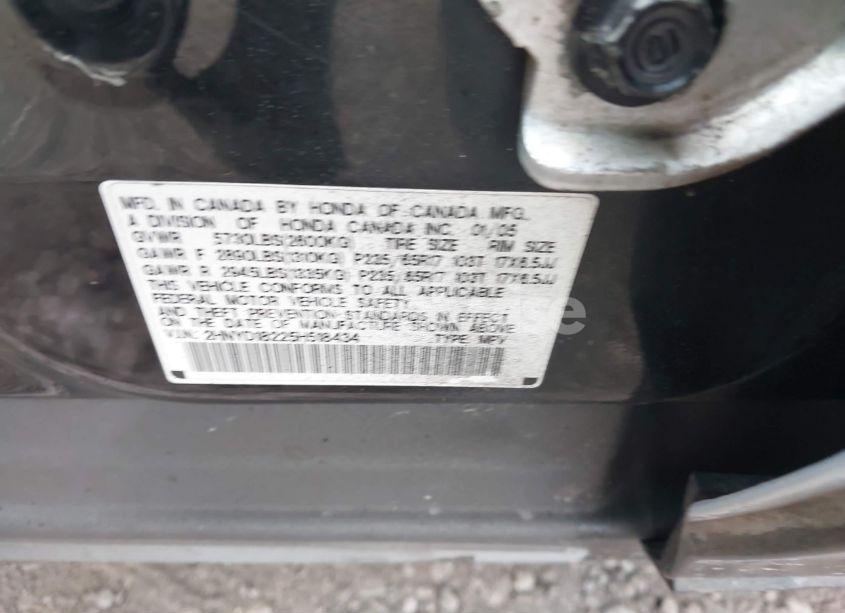 MFD. IN CANADA BY HONDA OF CANADA MFG.
A DIVISION OF HONDA CANADA INC. 01/05
GVWR 5730LBS(2600KG) TIRE SIZE RIM SIZE
GAWR F 2890LBS(1310KG) P235/65R17 103T 17X6.5JJ
GAWR R 2945LBS(1335KG) P235/65R17 103T 17X6.5JJ
THIS VEHICLE CONFORMS TO ALL APPLICABLE
FEDERAL MOTOR VEHICLE SAFETY,
AND THEFT PREVENTION STANDARDS IN EFFECT
ON THE DATE OF MANUFACTURE SHOWN ABOVE
V.I.N.: 2HNYD18225H518434 TYPE: MPV